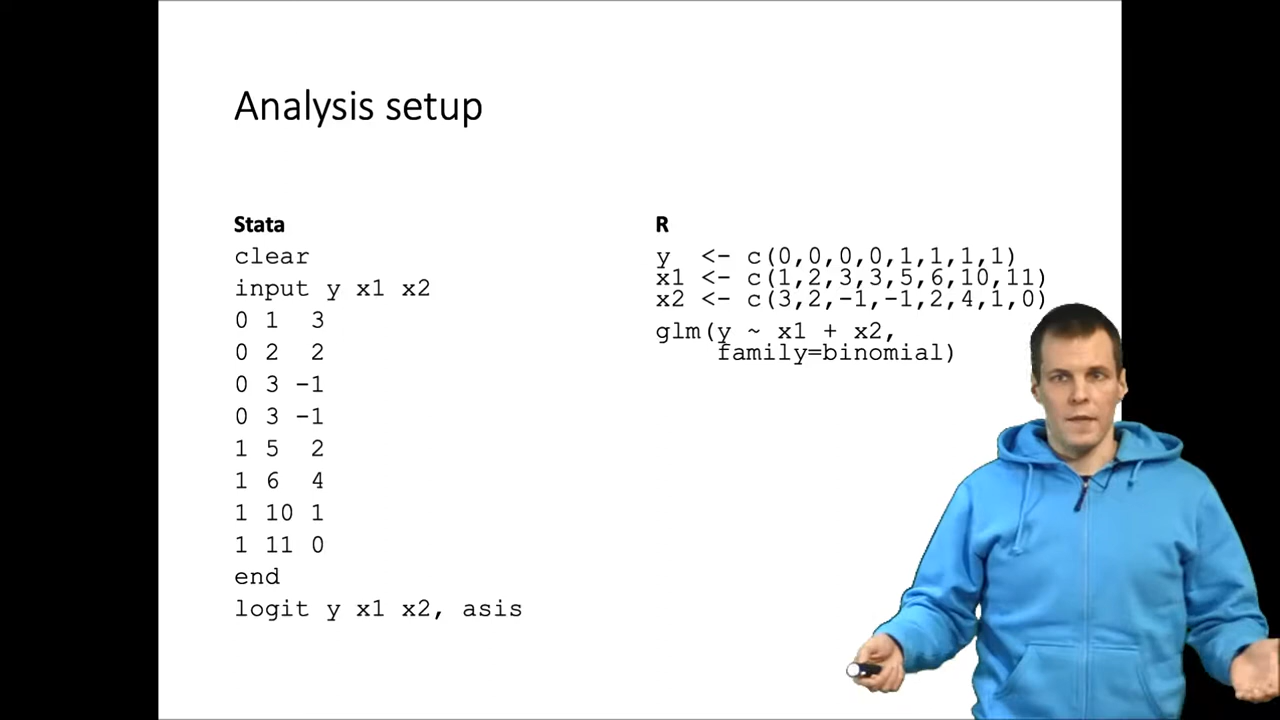 Analysis setup
Stata
clear
input y x1 x2
0 1 3
0 2 2
0 3 -1
0 3 -1
1 5 2
1 6 4
1 10 1
1 11 0
end
logit y x1 x2, asis
R
y <- c(0,0,0,0,1,1,1,1)
x1 <- c(1,2,3,3,5,6,10,11)
x2 <- c(3,2,-1,-1,2,4,1,0)
glm(y ~ x1 + x2,
family=binomial)